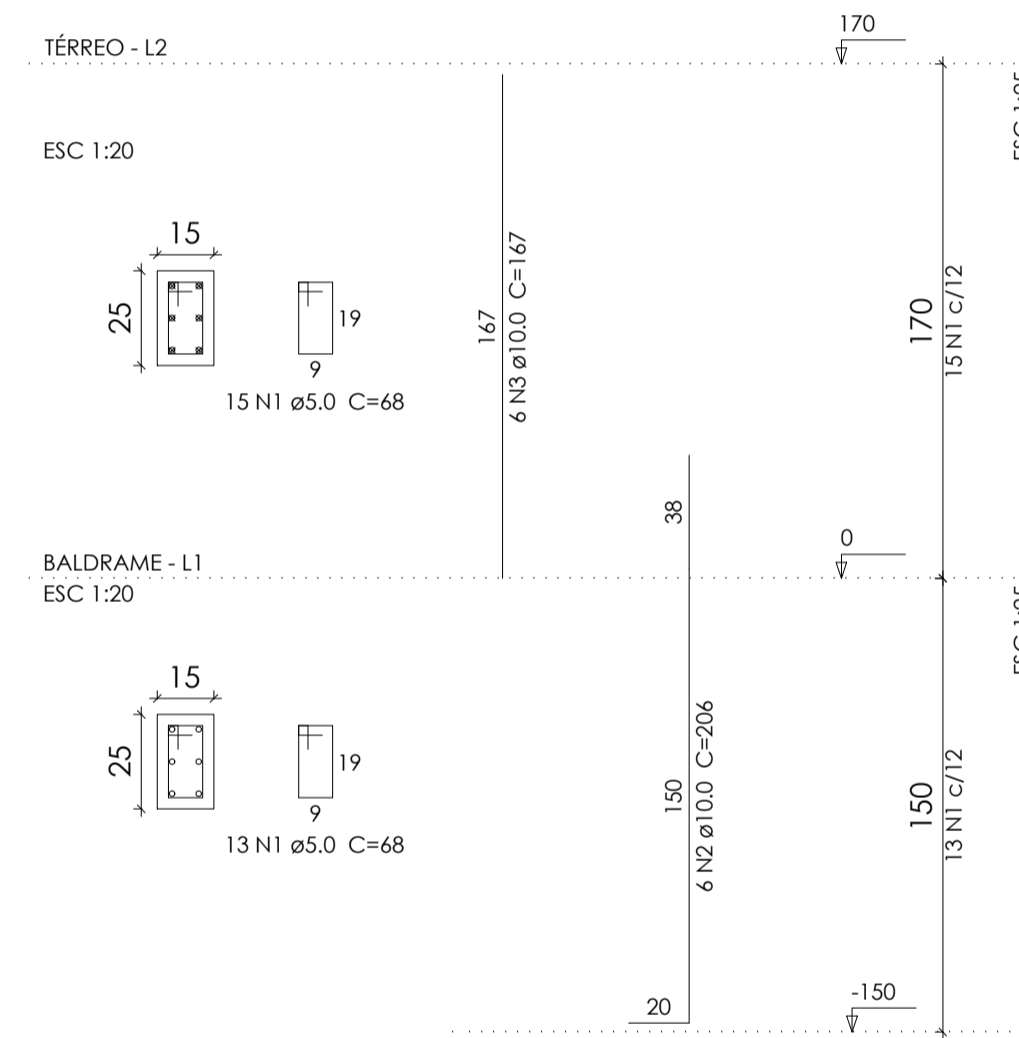 170
TÉRREO - L2
ESC 1:20
15
25
19
9
15 N1 ø5.0 C=68
167
6 N3 ø10.0 C=167
170
15 N1 c/12
38
0
BALDRAME - L1
ESC 1:20
15
25
19
9
13 N1 ø5.0 C=68
150
6 N2 ø10.0 C=206
150
13 N1 c/12
20
-150